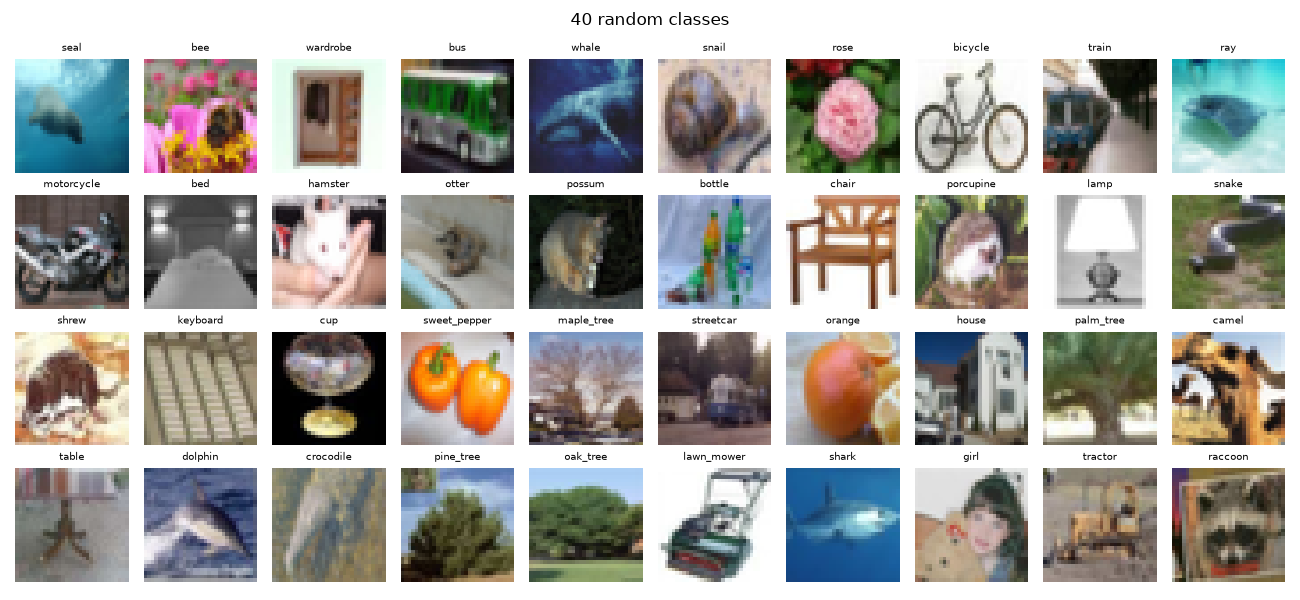 40 random classes
seal bee wardrobe bus whale snail rose bicycle train ray
motorcycle bed hamster otter possum bottle chair porcupine lamp snake
shrew keyboard cup sweet_pepper maple_tree streetcar orange house palm_tree camel
table dolphin crocodile pine_tree oak_tree lawn_mower shark girl tractor raccoon